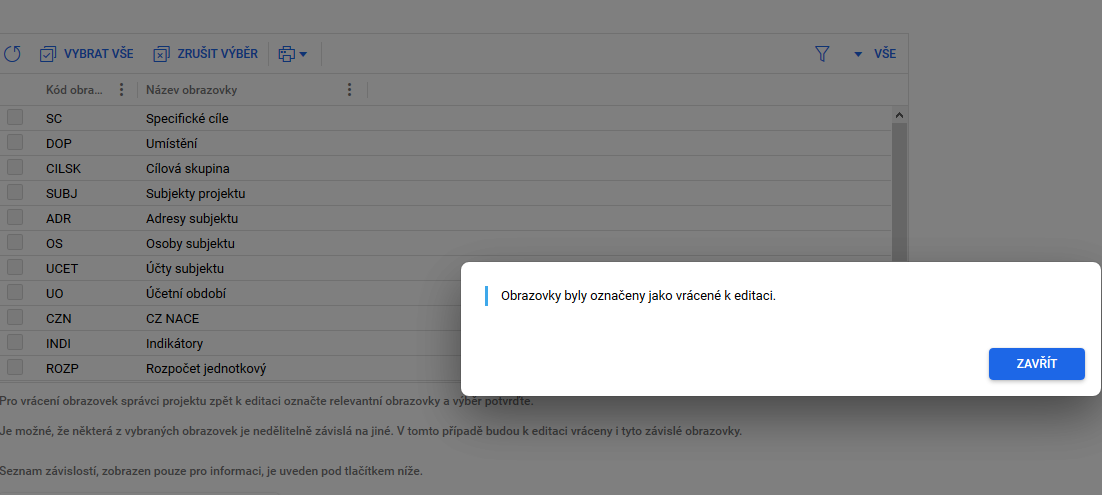 VYBRAT VŠE ZRUŠIT VÝBĚR VŠE
Kód obra... Název obrazovky
SC Specifické cíle
DOP Umístění
CILSK Cílová skupina
SUBJ Subjekty projektu
ADR Adresy subjektu
OS Osoby subjektu
UCET Účty subjektu
UO Účetní období
CZN CZ NACE
INDI Indikátory
ROZP Rozpočet jednotkový
Obrazovky byly označeny jako vrácené k editaci.
ZAVŘÍT
Pro vrácení obrazovek správci projektu zpět k editaci označte relevantní obrazovky a výběr potvrďte.
Je možné, že některá z vybraných obrazovek je nedělitelně závislá na jiné. V tomto případě budou k editaci vráceny i tyto závislé obrazovky.
Seznam závislostí, zobrazen pouze pro informaci, je uveden pod tlačítkem níže.